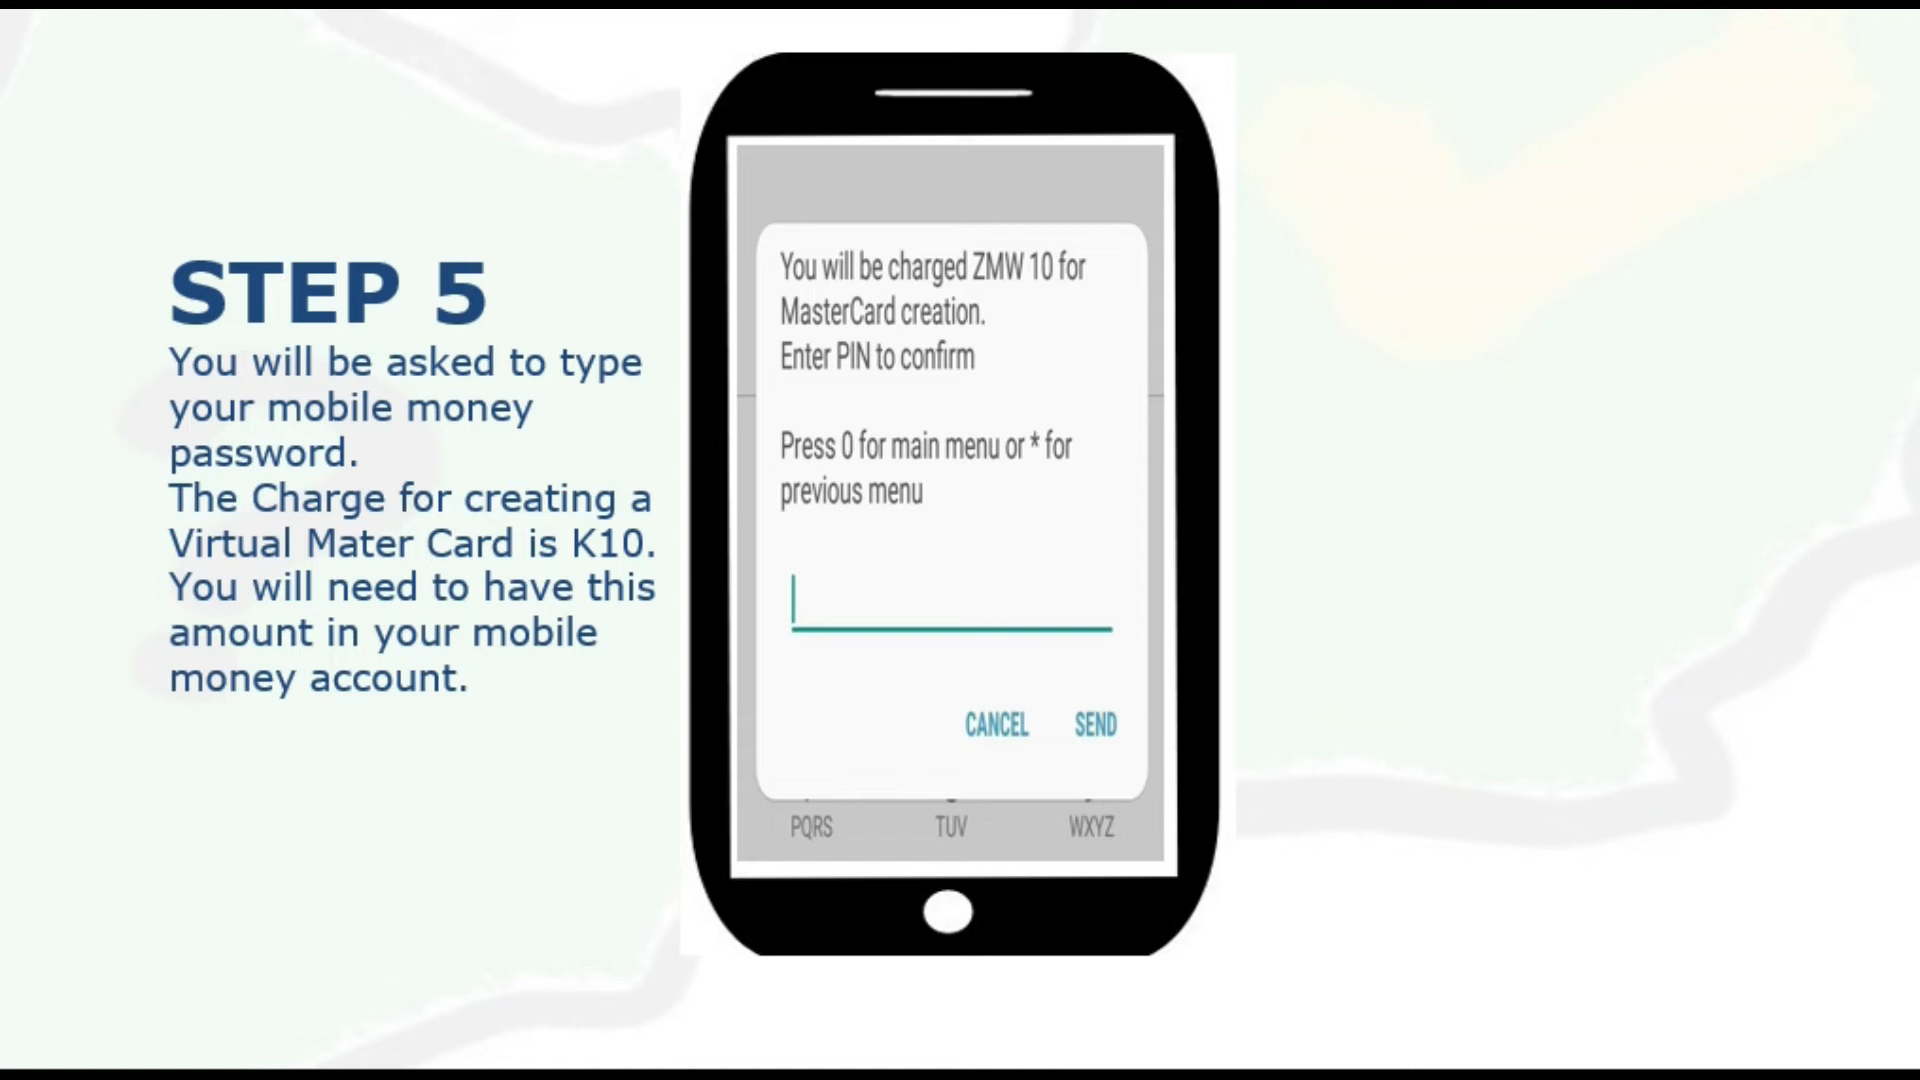 STEP 5
You will be asked to type
your mobile money
password.
The Charge for creating a
Virtual Mater Card is K10.
You will need to have this
amount in your mobile
money account.
You will be charged ZMW 10 for
MasterCard creation.
Enter PIN to confirm
Press 0 for main menu or * for
previous menu
CANCEL SEND
PQRS TUV WXYZ